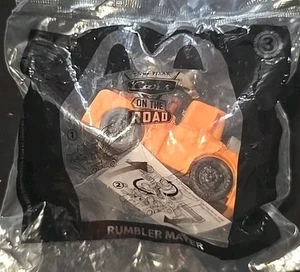 3
Cars
ON THE
ROAD
1
2
RUMBLER MATER